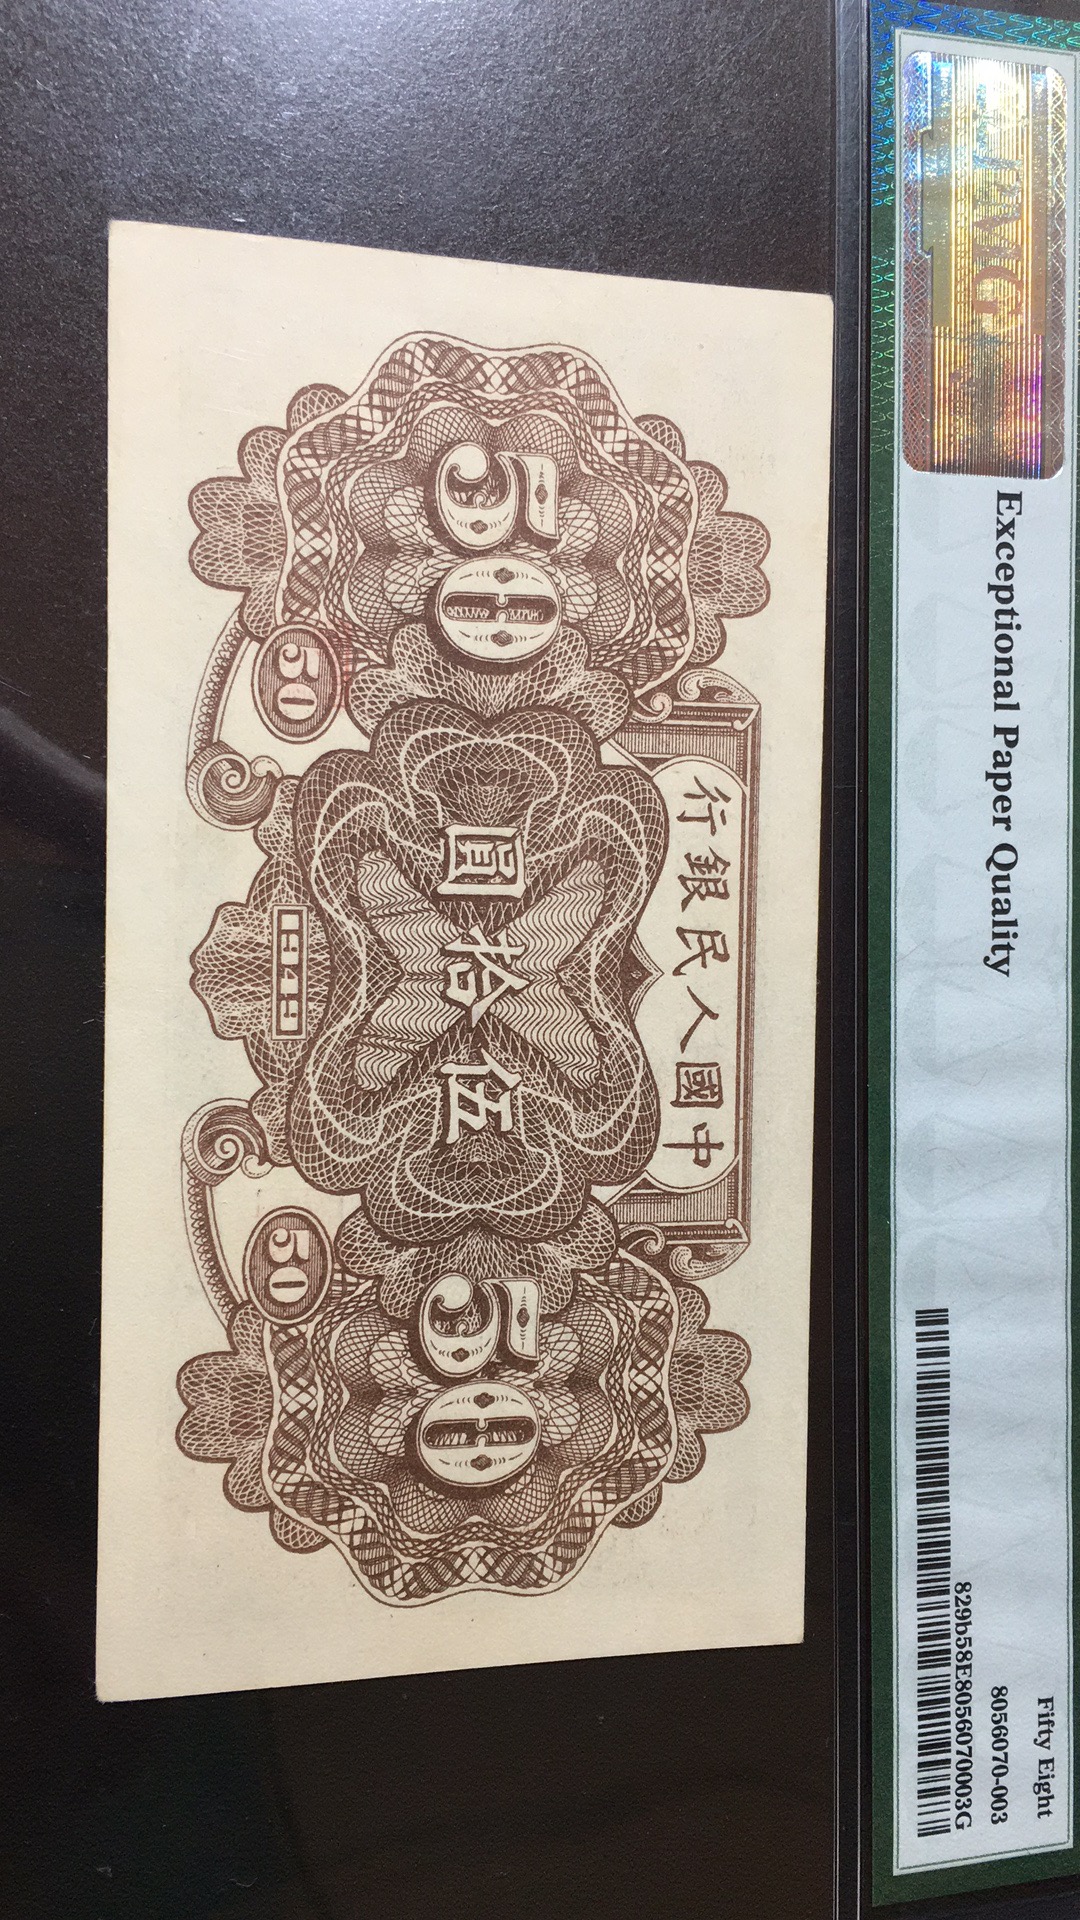 PMG
Exceptional Paper Quality
Fifty Eight
8056070-003
829b58E8056070003G
行銀民人國中
50
50
圓拾伍
50
50
1949